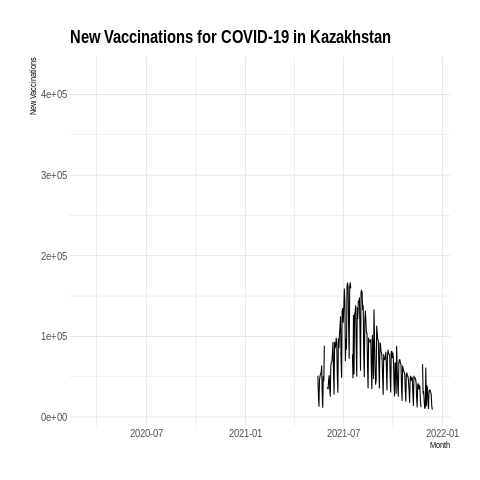 New Vaccinations for COVID-19 in Kazakhstan
New Vaccinations
4e+05
3e+05
2e+05
1e+05
0e+00
2020-07
2021-01
2021-07
2022-01
Month